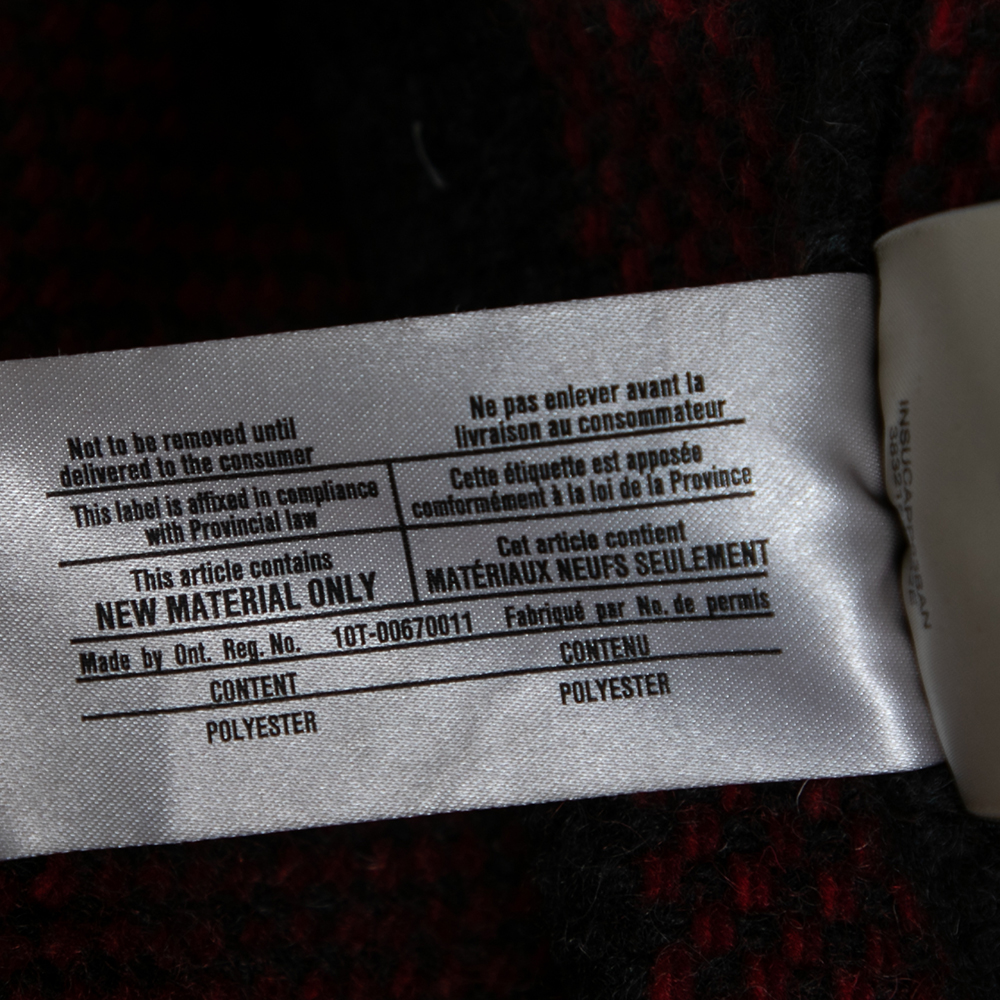 Not to be removed until
delivered to the consumer
Ne pas enlever avant la
livraison au consommateur
This label is affixed in compliance
with Provincial law
Cette étiquette est apposée
comformément à la loi de la Province
This article contains
NEW MATERIAL ONLY
Cet article contient
MATÉRIAUX NEUFS SEULEMENT
Made by Ont. Reg. No. 10T-00670011 Fabriqué par No. de permis
CONTENT
CONTENU
POLYESTER
POLYESTER